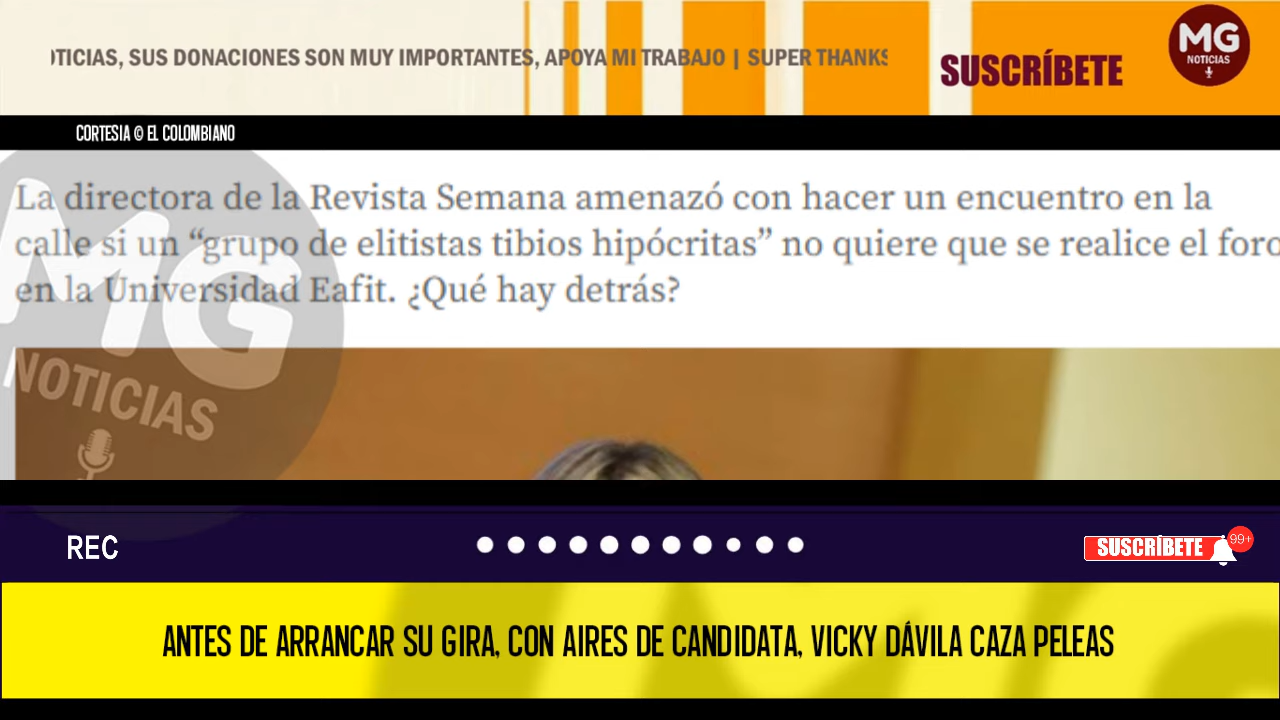 OTICIAS, SUS DONACIONES SON MUY IMPORTANTES, APOYA MI TRABAJO | SUPER THANKS
SUSCRÍBETE
MG
NOTICIAS
CORTESIA © EL COLOMBIANO
La directora de la Revista Semana amenazó con hacer un encuentro en la
calle si un “grupo de elitistas tibios hipócritas” no quiere que se realice el foro
en la Universidad Eafit. ¿Qué hay detrás?
MG
NOTICIAS
REC
SUSCRÍBETE
99+
ANTES DE ARRANCAR SU GIRA, CON AIRES DE CANDIDATA, VICKY DÁVILA CAZA PELEAS